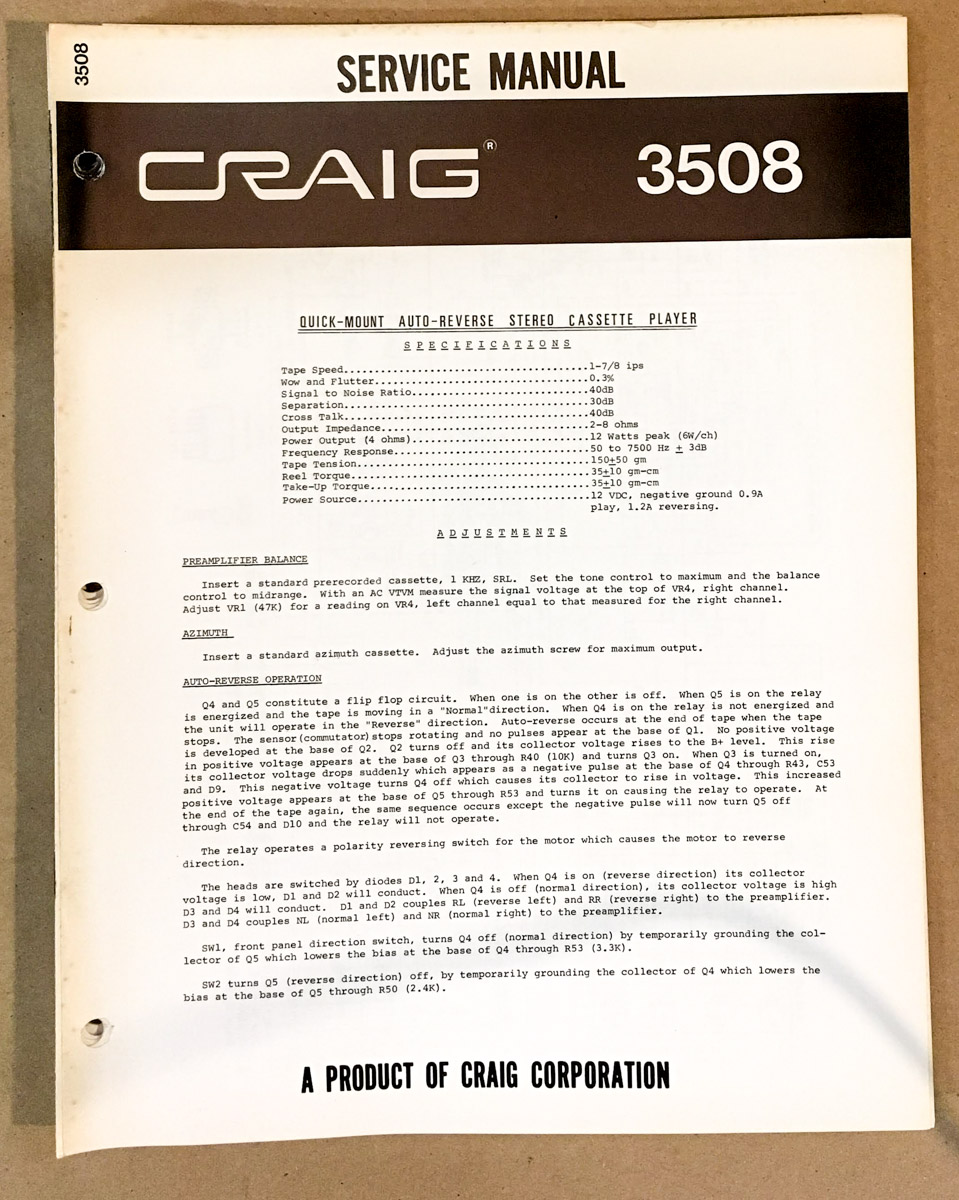 3508
SERVICE MANUAL
CRAIG® 3508
QUICK-MOUNT AUTO-REVERSE STEREO CASSETTE PLAYER
SPECIFICATIONS
Tape Speed........................................1-7/8 ips
Wow and Flutter...................................0.3%
Signal to Noise Ratio.............................40dB
Separation........................................30dB
Cross Talk........................................40dB
Output Impedance..................................2-8 ohms
Power Output (4 ohms).............................12 Watts peak (6W/ch)
Frequency Response................................50 to 7500 Hz ± 3dB
Tape Tension......................................150±50 gm
Reel Torque.......................................35±10 gm-cm
Take-Up Torque....................................35±10 gm-cm
Power Source......................................12 VDC, negative ground 0.9A
play, 1.2A reversing.
ADJUSTMENTS
PREAMPLIFIER BALANCE
Insert a standard prerecorded cassette, 1 KHZ, SRL. Set the tone control to maximum and the balance
control to midrange. With an AC VTVM measure the signal voltage at the top of VR4, right channel.
Adjust VR1 (47K) for a reading on VR4, left channel equal to that measured for the right channel.
AZIMUTH
Insert a standard azimuth cassette. Adjust the azimuth screw for maximum output.
AUTO-REVERSE OPERATION
Q4 and Q5 constitute a flip flop circuit. When one is on the other is off. When Q5 is on the relay
is energized and the tape is moving in a "Normal"direction. When Q4 is on the relay is not energized and
the unit will operate in the "Reverse" direction. Auto-reverse occurs at the end of tape when the tape
stops. The sensor(commutator)stops rotating and no pulses appear at the base of Q1. No positive voltage
is developed at the base of Q2. Q2 turns off and its collector voltage rises to the B+ level. This rise
in positive voltage appears at the base of Q3 through R40 (10K) and turns Q3 on. When Q3 is turned on,
its collector voltage drops suddenly which appears as a negative pulse at the base of Q4 through R43, C53
and D9. This negative voltage turns Q4 off which causes its collector to rise in voltage. This increased
positive voltage appears at the base of Q5 through R53 and turns it on causing the relay to operate. At
the end of the tape again, the same sequence occurs except the negative pulse will now turn Q5 off
through C54 and D10 and the relay will not operate.
The relay operates a polarity reversing switch for the motor which causes the motor to reverse
direction.
The heads are switched by diodes D1, 2, 3 and 4. When Q4 is on (reverse direction) its collector
voltage is low, D1 and D2 will conduct. When Q4 is off (normal direction), its collector voltage is high
D3 and D4 will conduct. D1 and D2 couples RL (reverse left) and RR (reverse right) to the preamplifier.
D3 and D4 couples NL (normal left) and NR (normal right) to the preamplifier.
SW1, front panel direction switch, turns Q4 off (normal direction) by temporarily grounding the col-
lector of Q5 which lowers the bias at the base of Q4 through R53 (3.3K).
SW2 turns Q5 (reverse direction) off, by temporarily grounding the collector of Q4 which lowers the
bias at the base of Q5 through R50 (2.4K).
A PRODUCT OF CRAIG CORPORATION